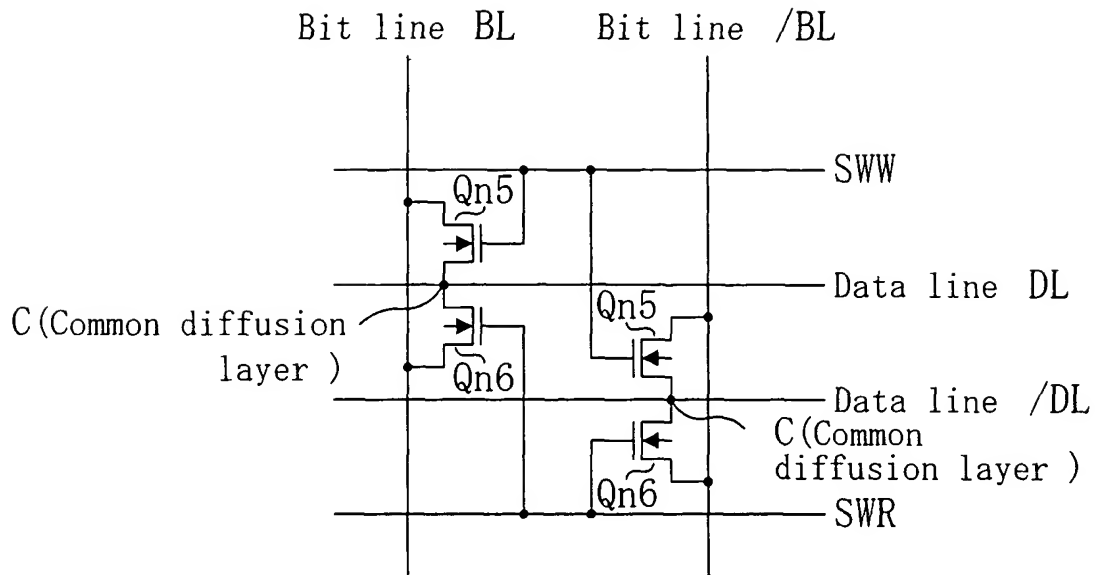 Bit line BL
Bit line /BL
SWW
Qn5
Data line DL
Qn5
C(Common diffusion
layer )
Qn6
Data line /DL
C(Common
diffusion layer )
Qn6
SWR